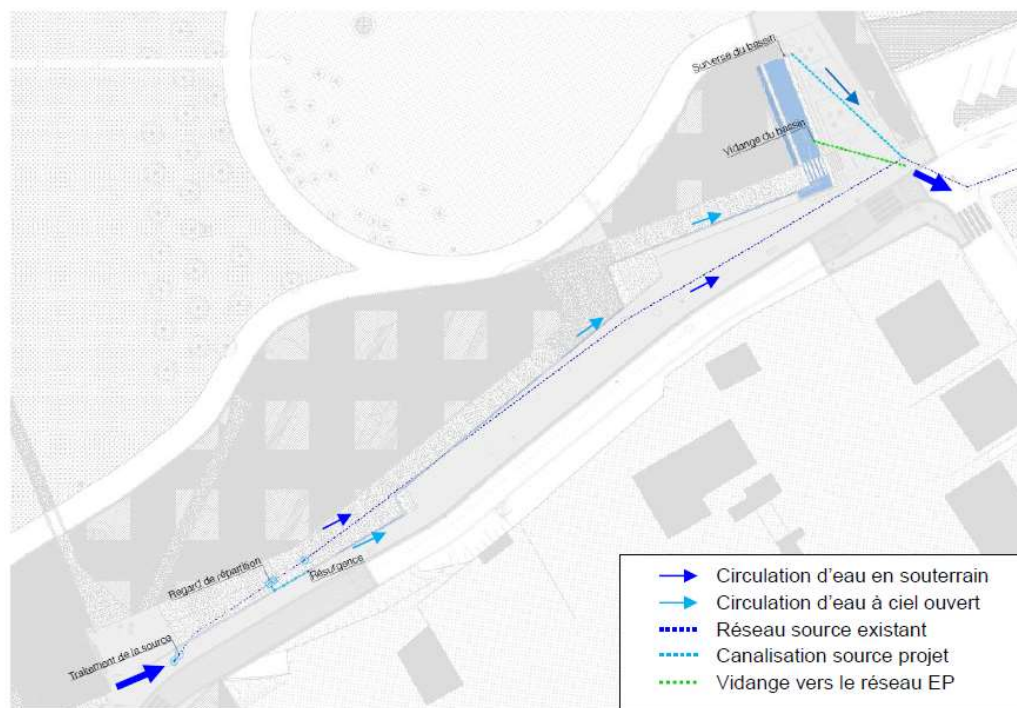 Surverse du bassin
Vidange du bassin
Regard de répartition
Résurgence
Traitement de la source
Circulation d'eau en souterrain
Circulation d'eau à ciel ouvert
Réseau source existant
Canalisation source projet
Vidange vers le réseau EP